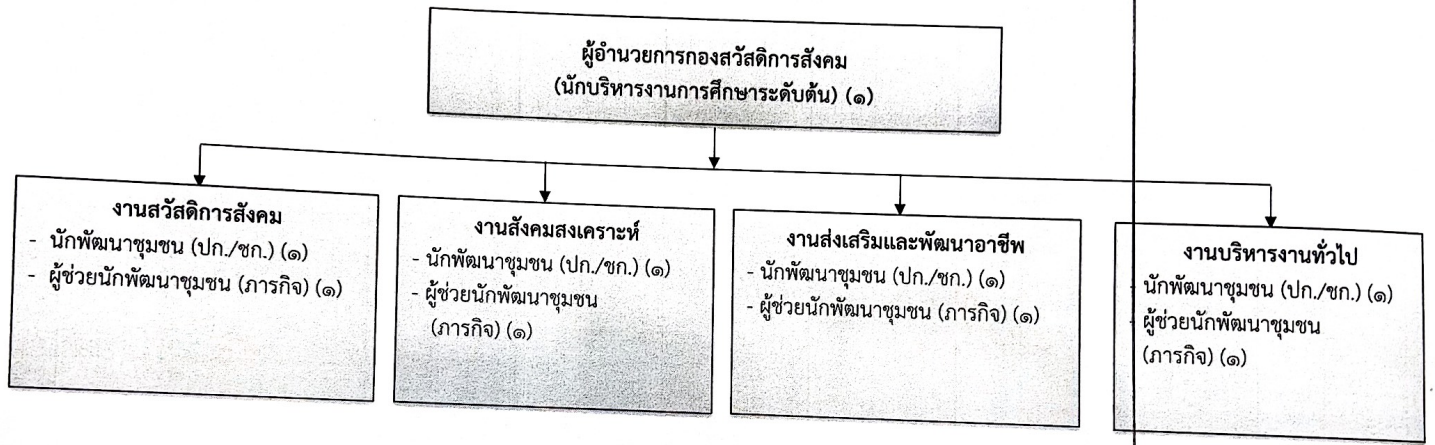 ผู้อำนวยการกองสวัสดิการสังคม
(นักบริหารงานการศึกษาระดับต้น) (๑)
งานสวัสดิการสังคม
- นักพัฒนาชุมชน (ปก./ชก.) (๑)
- ผู้ช่วยนักพัฒนาชุมชน (ภารกิจ) (๑)
งานสังคมสงเคราะห์
- นักพัฒนาชุมชน (ปก./ชก.) (๑)
- ผู้ช่วยนักพัฒนาชุมชน
(ภารกิจ) (๑)
งานส่งเสริมและพัฒนาอาชีพ
- นักพัฒนาชุมชน (ปก./ชก.) (๑)
- ผู้ช่วยนักพัฒนาชุมชน (ภารกิจ) (๑)
งานบริหารงานทั่วไป
- นักพัฒนาชุมชน (ปก./ชก.) (๑)
- ผู้ช่วยนักพัฒนาชุมชน
(ภารกิจ) (๑)